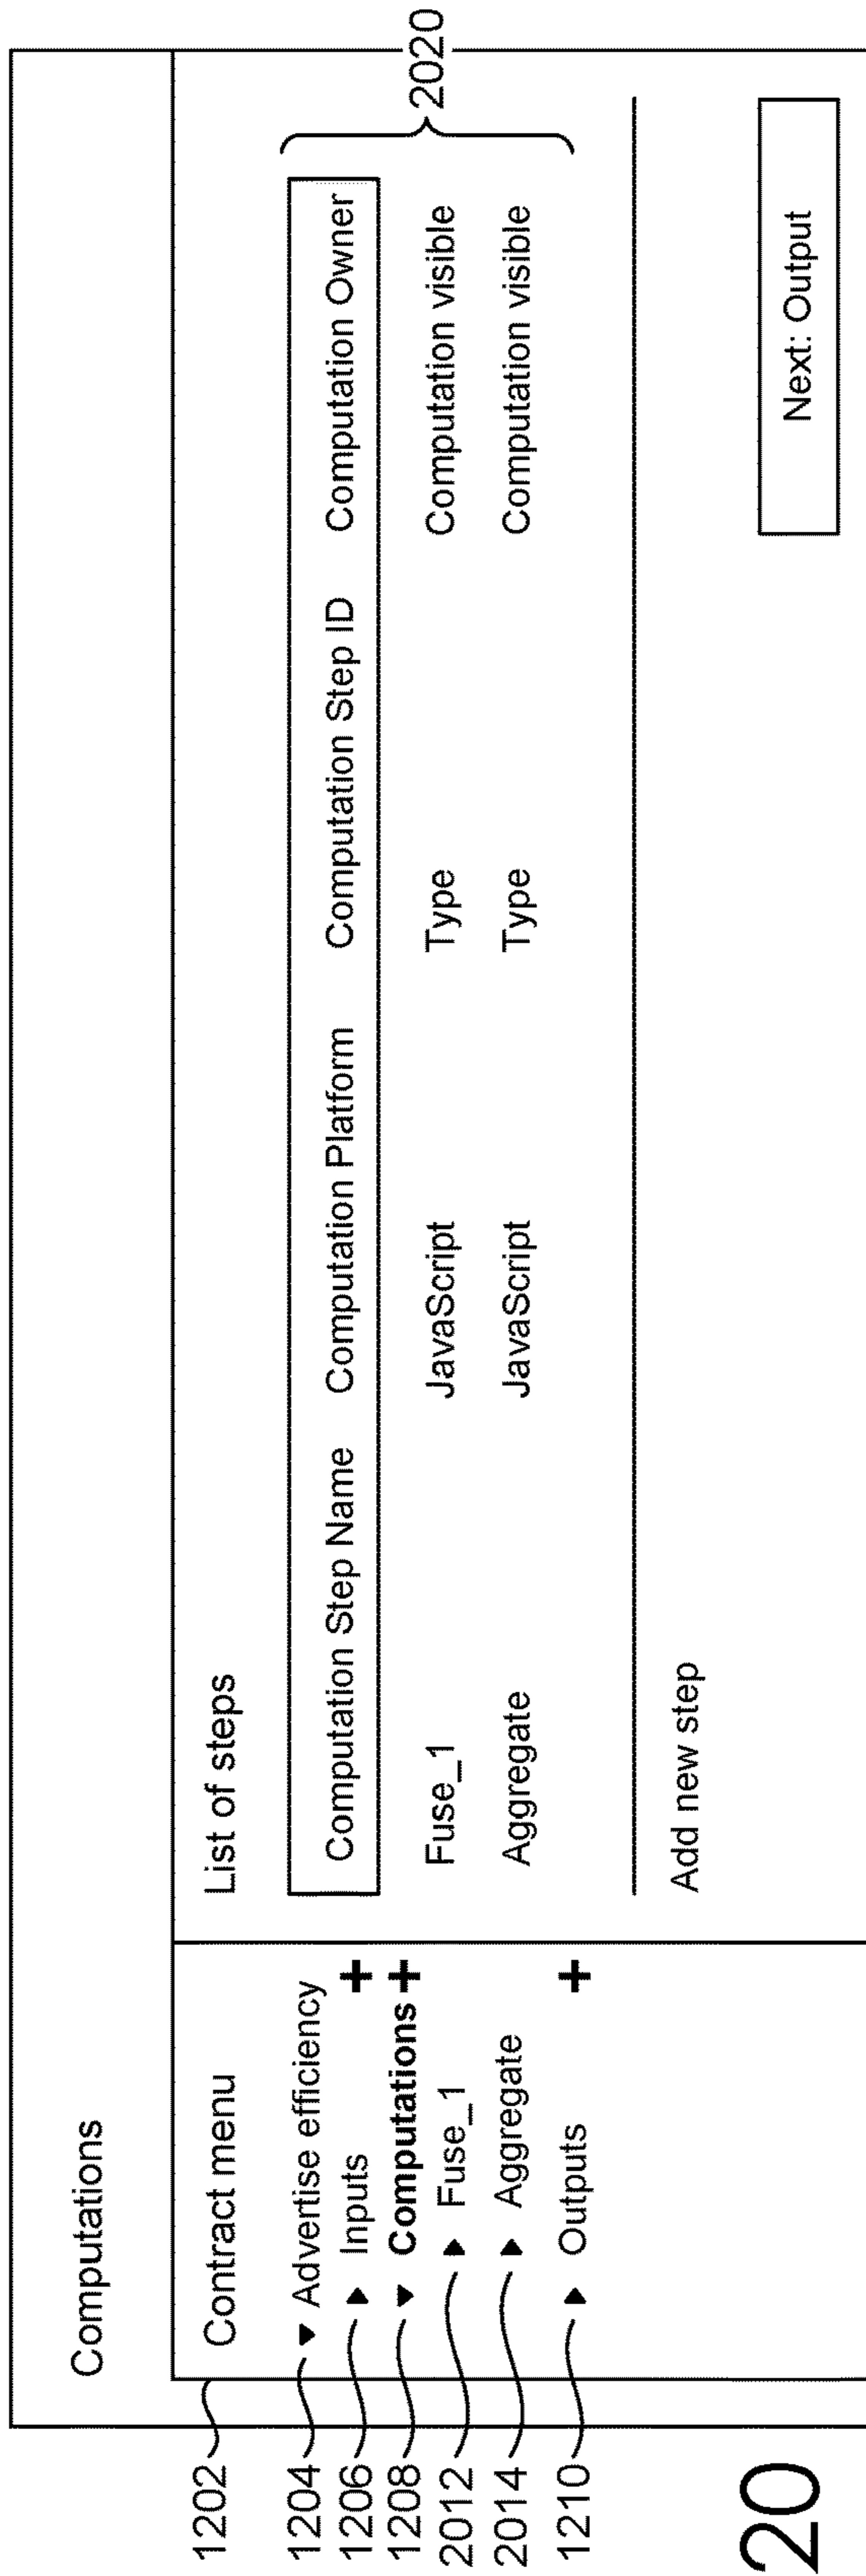 Computations
1202
Contract menu
1204
Advertise efficiency
1206
Inputs +
1208
Computations +
2012
Fuse_1
2014
Aggregate
1210
Outputs +
List of steps
Computation Step Name Computation Platform Computation Step ID Computation Owner
Fuse_1 JavaScript Type Computation visible
Aggregate JavaScript Type Computation visible
2020
Add new step
Next: Output
20